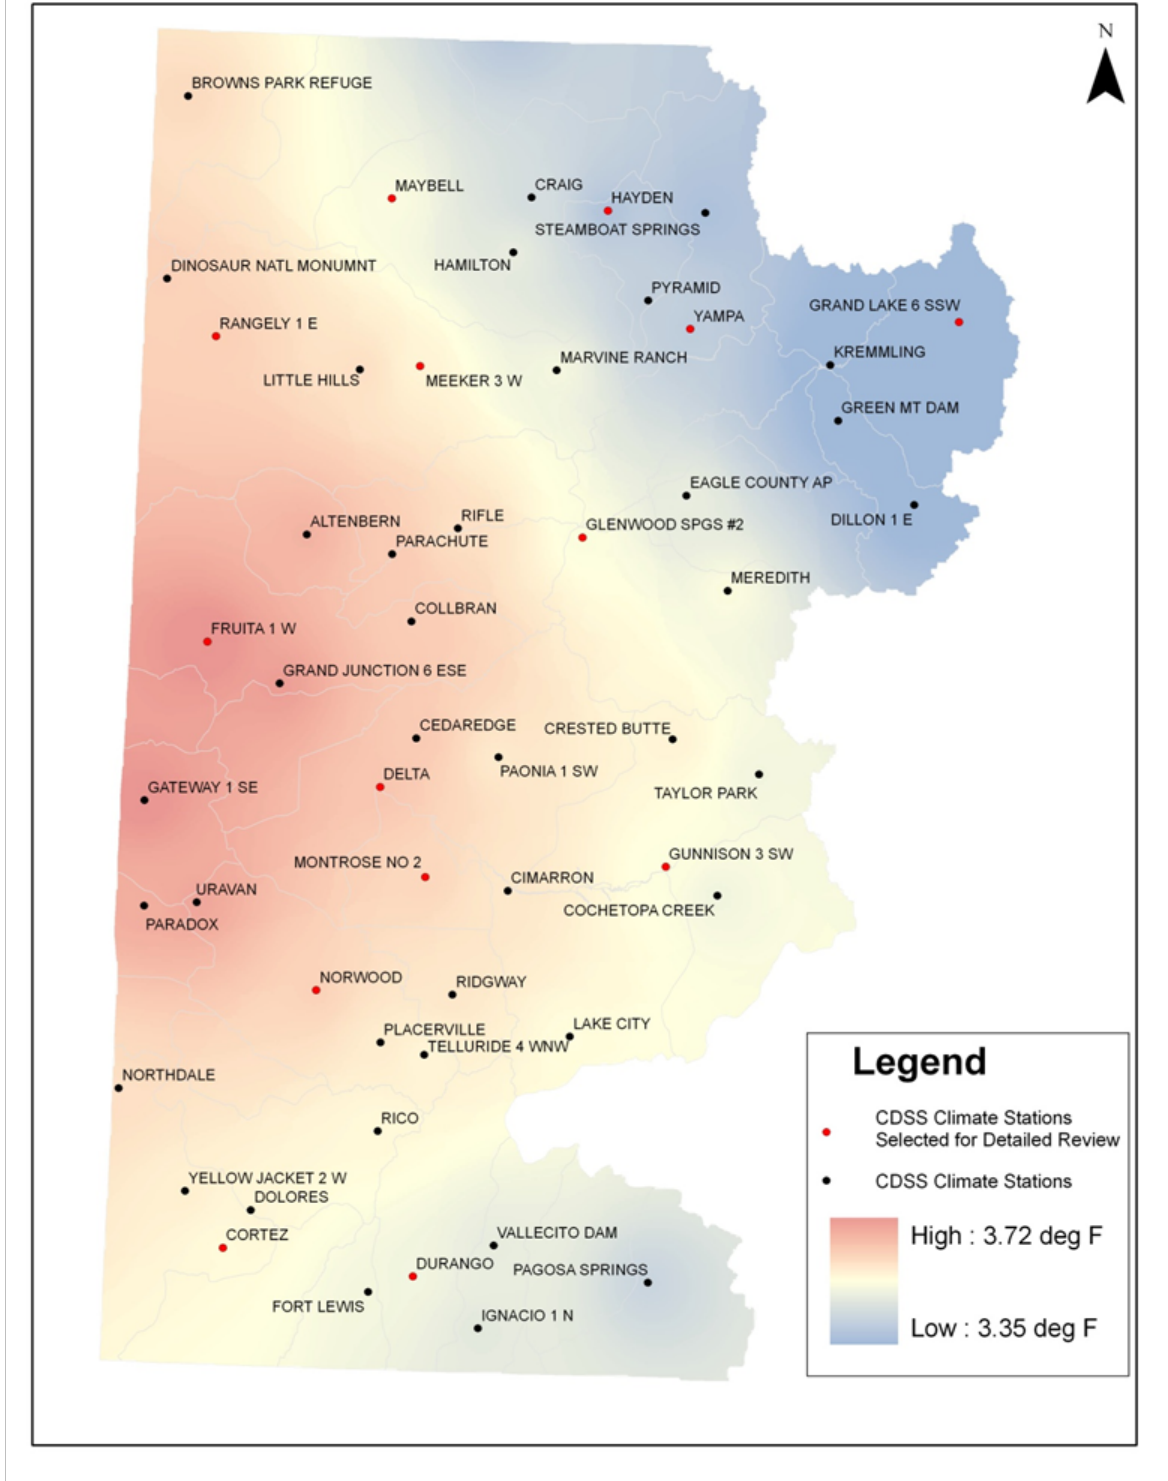 N
BROWNS PARK REFUGE
MAYBELL
CRAIG
HAYDEN
STEAMBOAT SPRINGS
HAMILTON
DINOSAUR NATL MONUMNT
PYRAMID
GRAND LAKE 6 SSW
YAMPA
RANGELY 1 E
KREMMLING
MARVINE RANCH
LITTLE HILLS
MEEKER 3 W
GREEN MT DAM
EAGLE COUNTY AP
RIFLE
ALTENBERN
DILLON 1 E
GLENWOOD SPGS #2
PARACHUTE
MEREDITH
COLLBRAN
FRUITA 1 W
GRAND JUNCTION 6 ESE
CEDAREDGE
CRESTED BUTTE
PAONIA 1 SW
DELTA
GATEWAY 1 SE
TAYLOR PARK
GUNNISON 3 SW
MONTROSE NO 2
CIMARRON
URAVAN
COCHETOPA CREEK
PARADOX
NORWOOD
RIDGWAY
LAKE CITY
PLACERVILLE
TELLURIDE 4 WNW
NORTHDALE
RICO
YELLOW JACKET 2 W
DOLORES
CORTEZ
VALLECITO DAM
DURANGO
PAGOSA SPRINGS
FORT LEWIS
IGNACIO 1 N
Legend
CDSS Climate Stations
Selected for Detailed Review
CDSS Climate Stations
High : 3.72 deg F
Low : 3.35 deg F